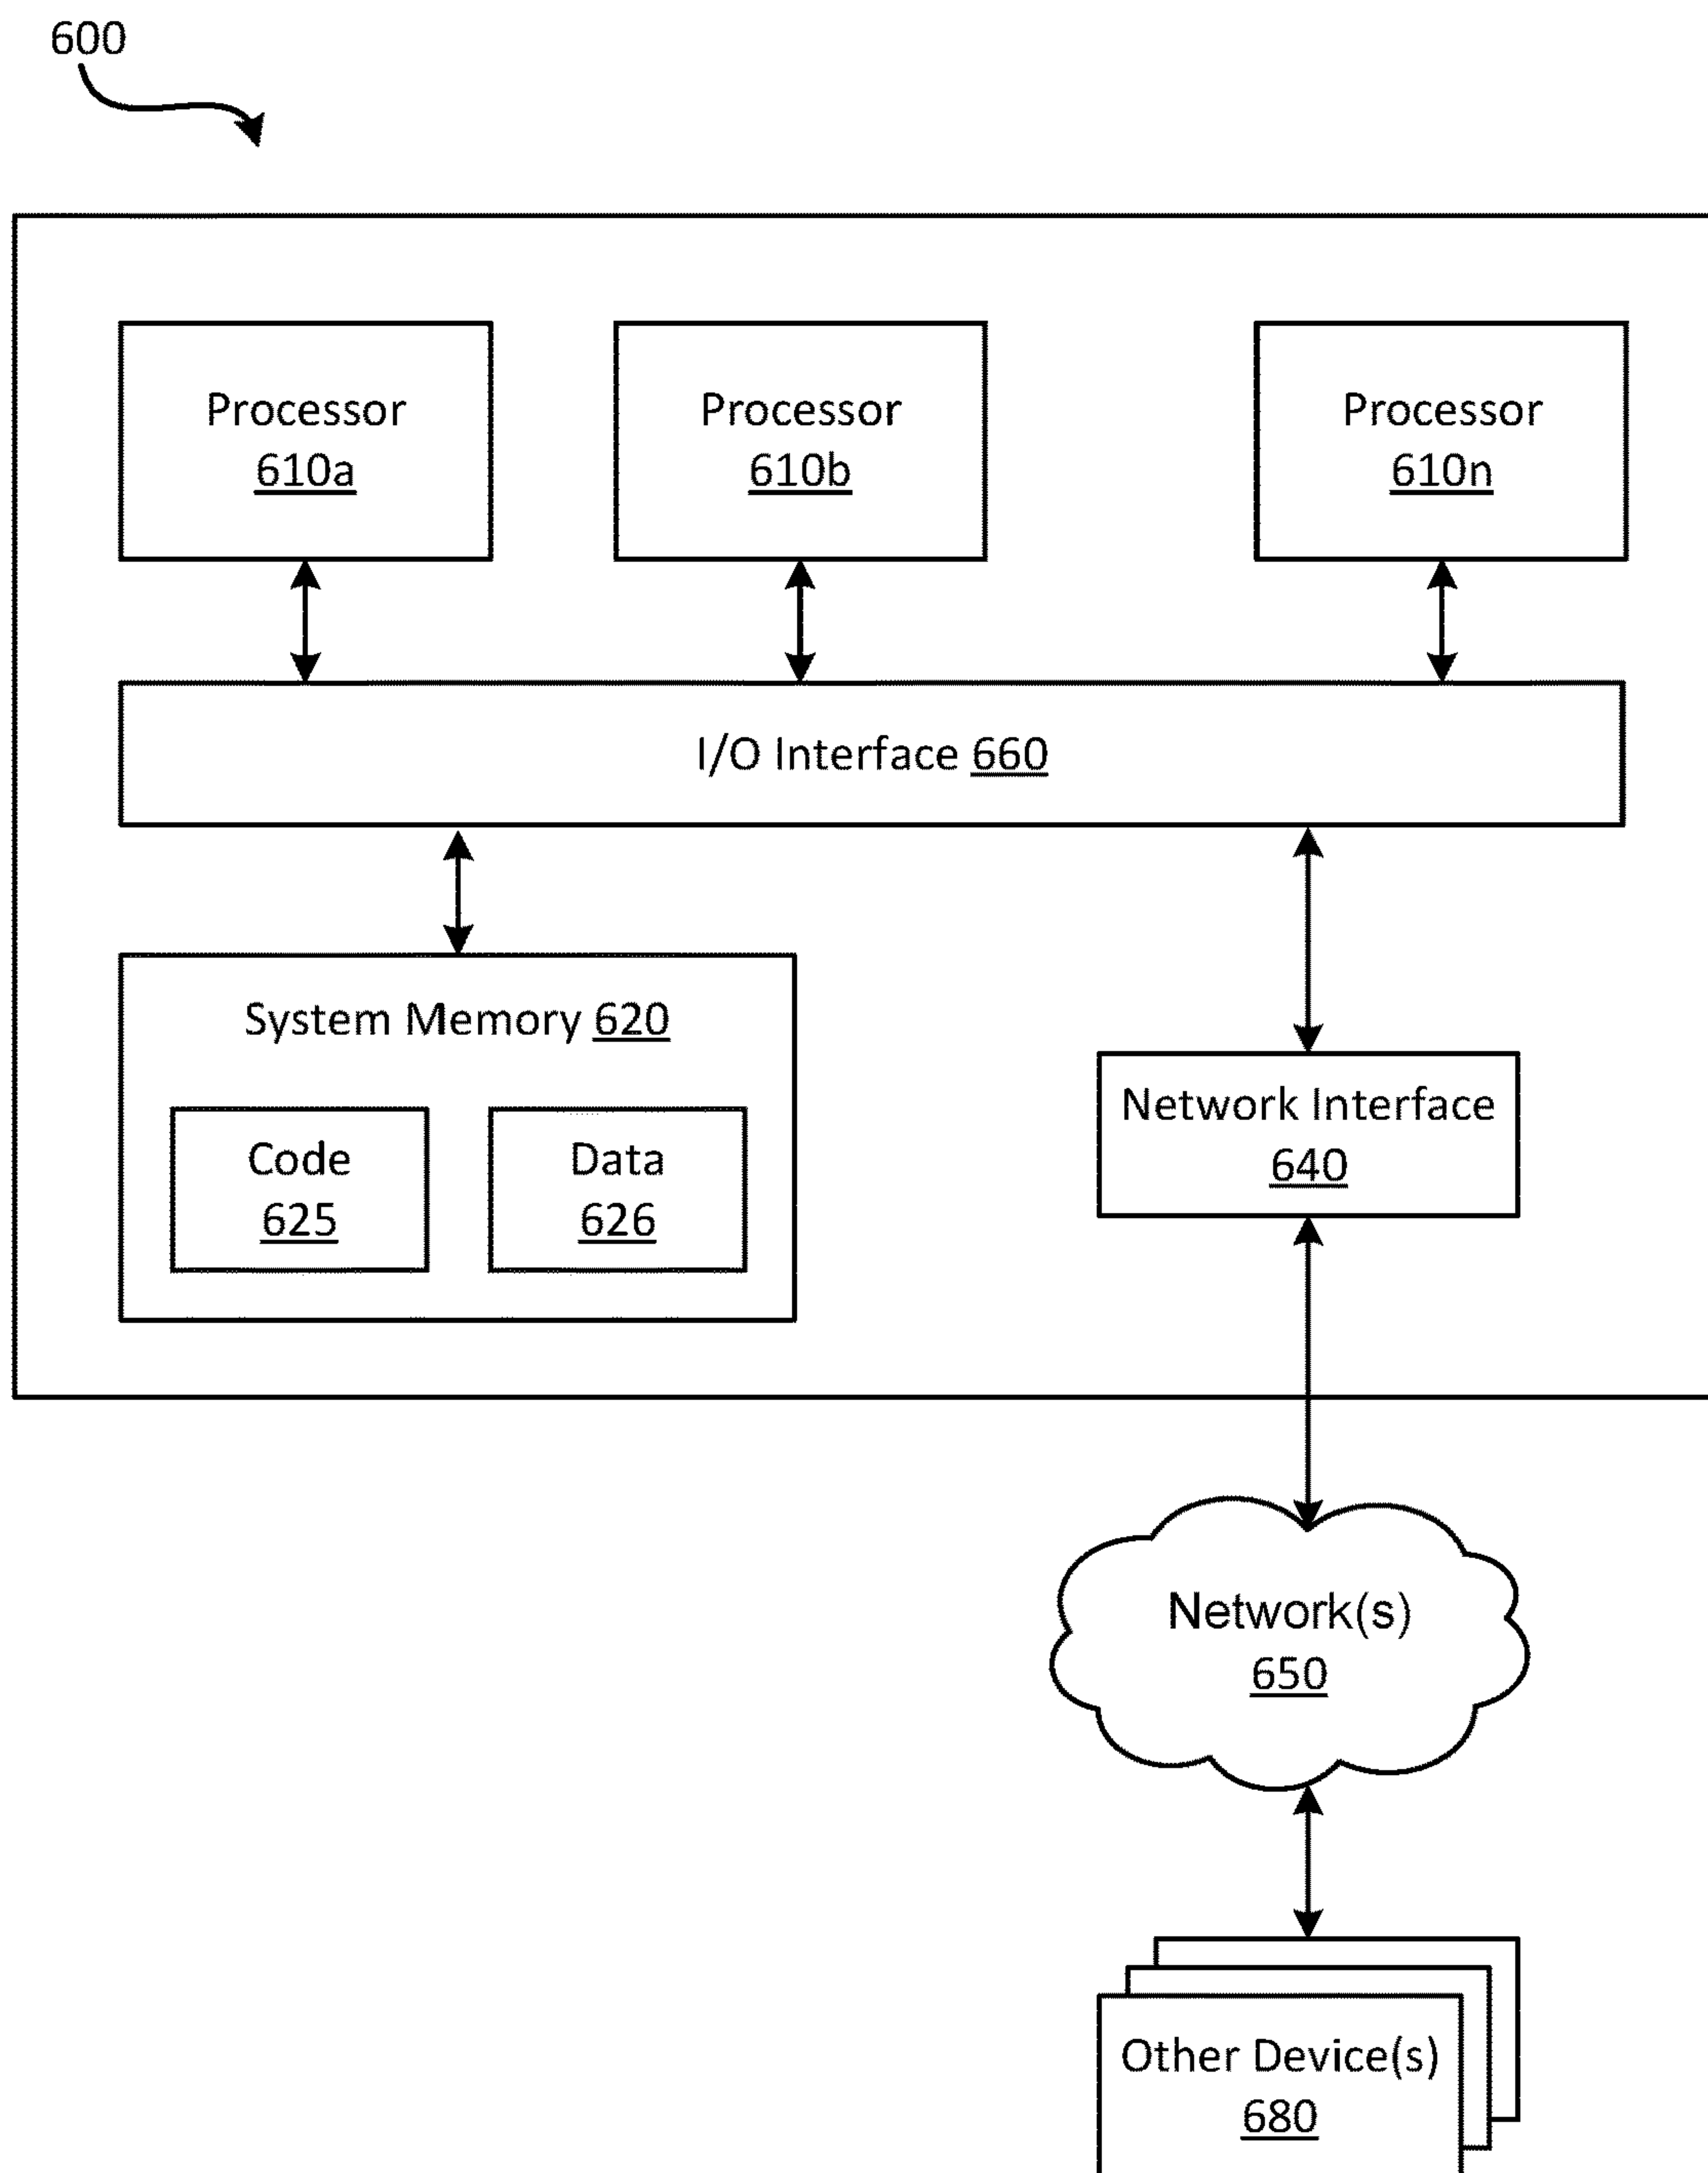 600
Processor
610a
Processor
610b
Processor
610n
I/O Interface 660
System Memory 620
Code
625
Data
626
Network Interface
640
Network(s)
650
Other Device(s)
680